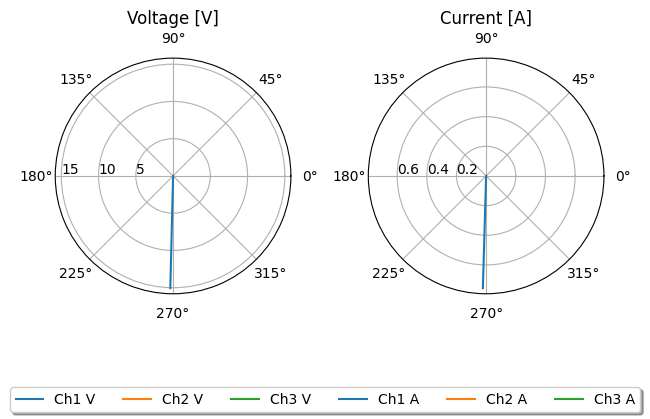 Voltage [V] Current [A]
90° 90°
135° 45° 135° 45°
180° 15 10 5 0° 180° 0.6 0.4 0.2 0°
225° 315° 225° 315°
270° 270°
Ch1 V Ch2 V Ch3 V Ch1 A Ch2 A Ch3 A